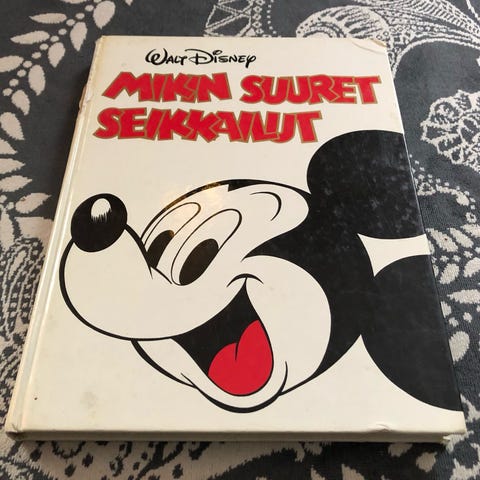 WALT DISNEY
MIKIN SUURET
SEIKKAILUT